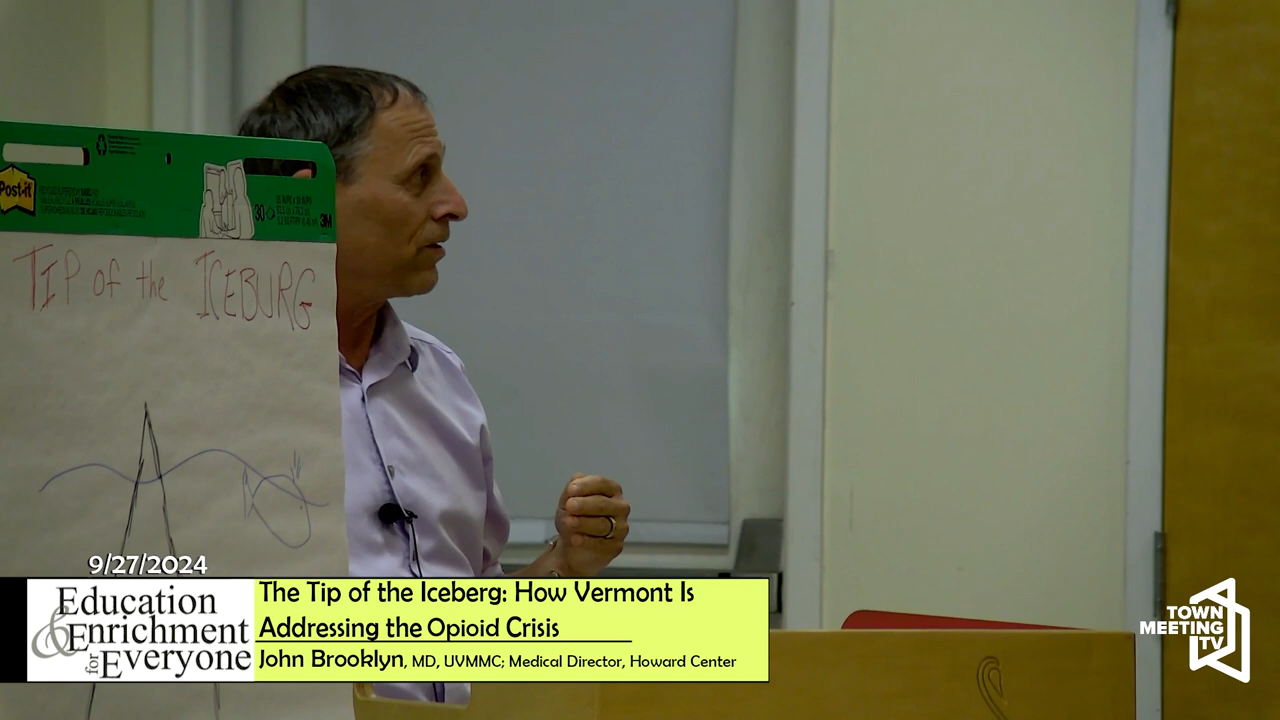 Post-it
30
3M
TIP of the ICEBURG
9/27/2024
Education
& Enrichment
for Everyone
The Tip of the Iceberg: How Vermont Is
Addressing the Opioid Crisis
John Brooklyn, MD, UVMMC; Medical Director, Howard Center
TOWN
MEETING
TV